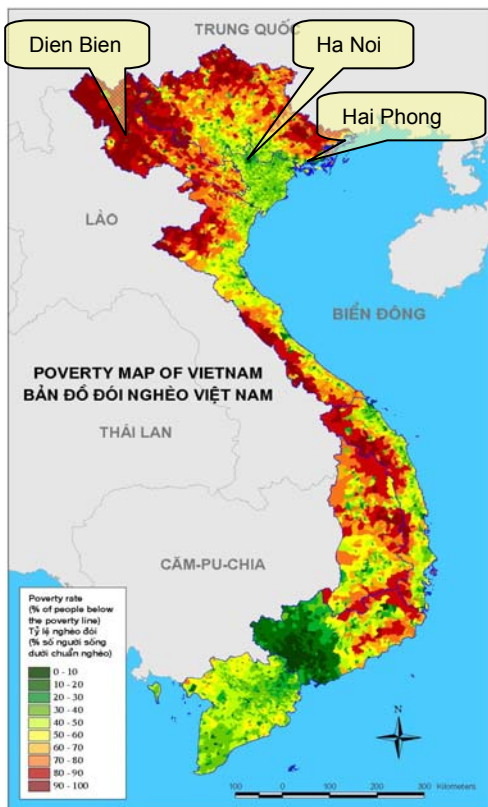 TRUNG QUỐC
Dien Bien
Ha Noi
Hai Phong
LÀO
BIỂN ĐÔNG
POVERTY MAP OF VIETNAM
BẢN ĐỒ ĐÓI NGHÈO VIỆT NAM
THÁI LAN
CĂM-PU-CHIA
Poverty rate
(% of people below
the poverty line)
Tỷ lệ nghèo đói
(% số người sống
dưới chuẩn nghèo)
0 - 10
10 - 20
20 - 30
30 - 40
40 - 50
50 - 60
60 - 70
70 - 80
80 - 90
90 - 100
N
100 0 100 200 300 Kilometers